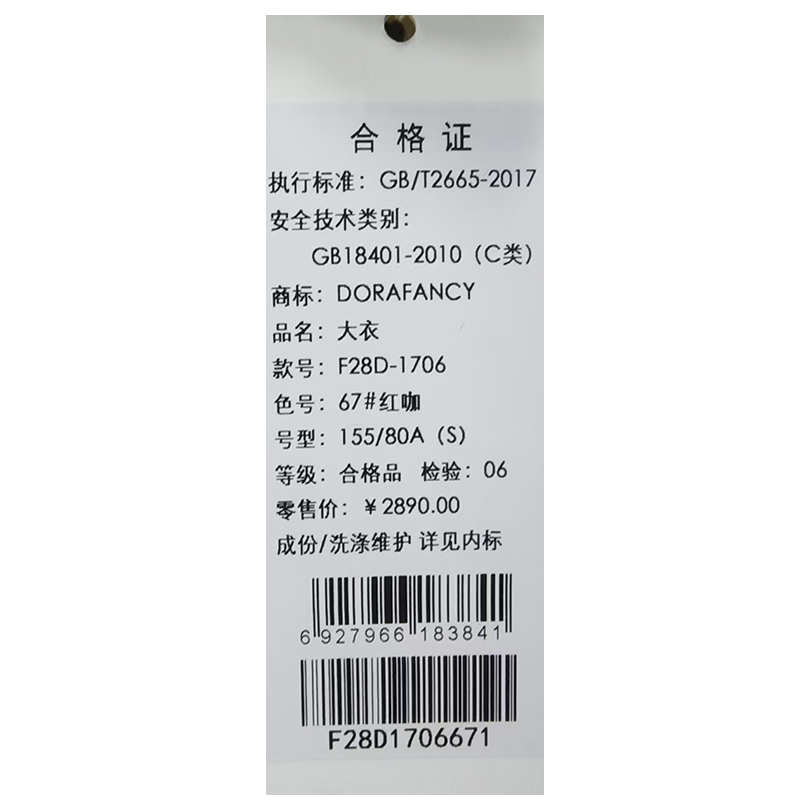 合格证
执行标准：GB/T2665-2017
安全技术类别：
GB18401-2010（C类）
商标：DORAFANCY
品名：大衣
款号：F28D-1706
色号：67#红咖
号型：155/80A（S）
等级：合格品 检验：06
零售价：￥2890.00
成份/洗涤维护 详见内标
6 927966 183841
F28D1706671